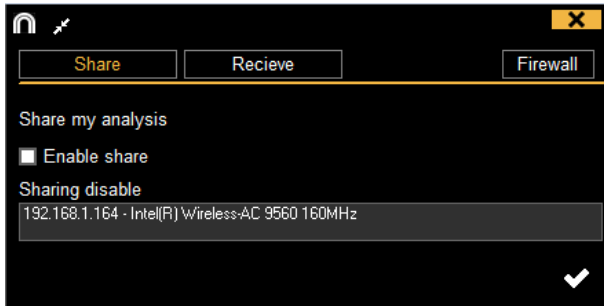 Share Recieve Firewall
Share my analysis
Enable share
Sharing disable
192.168.1.164 - Intel(R) Wireless-AC 9560 160MHz